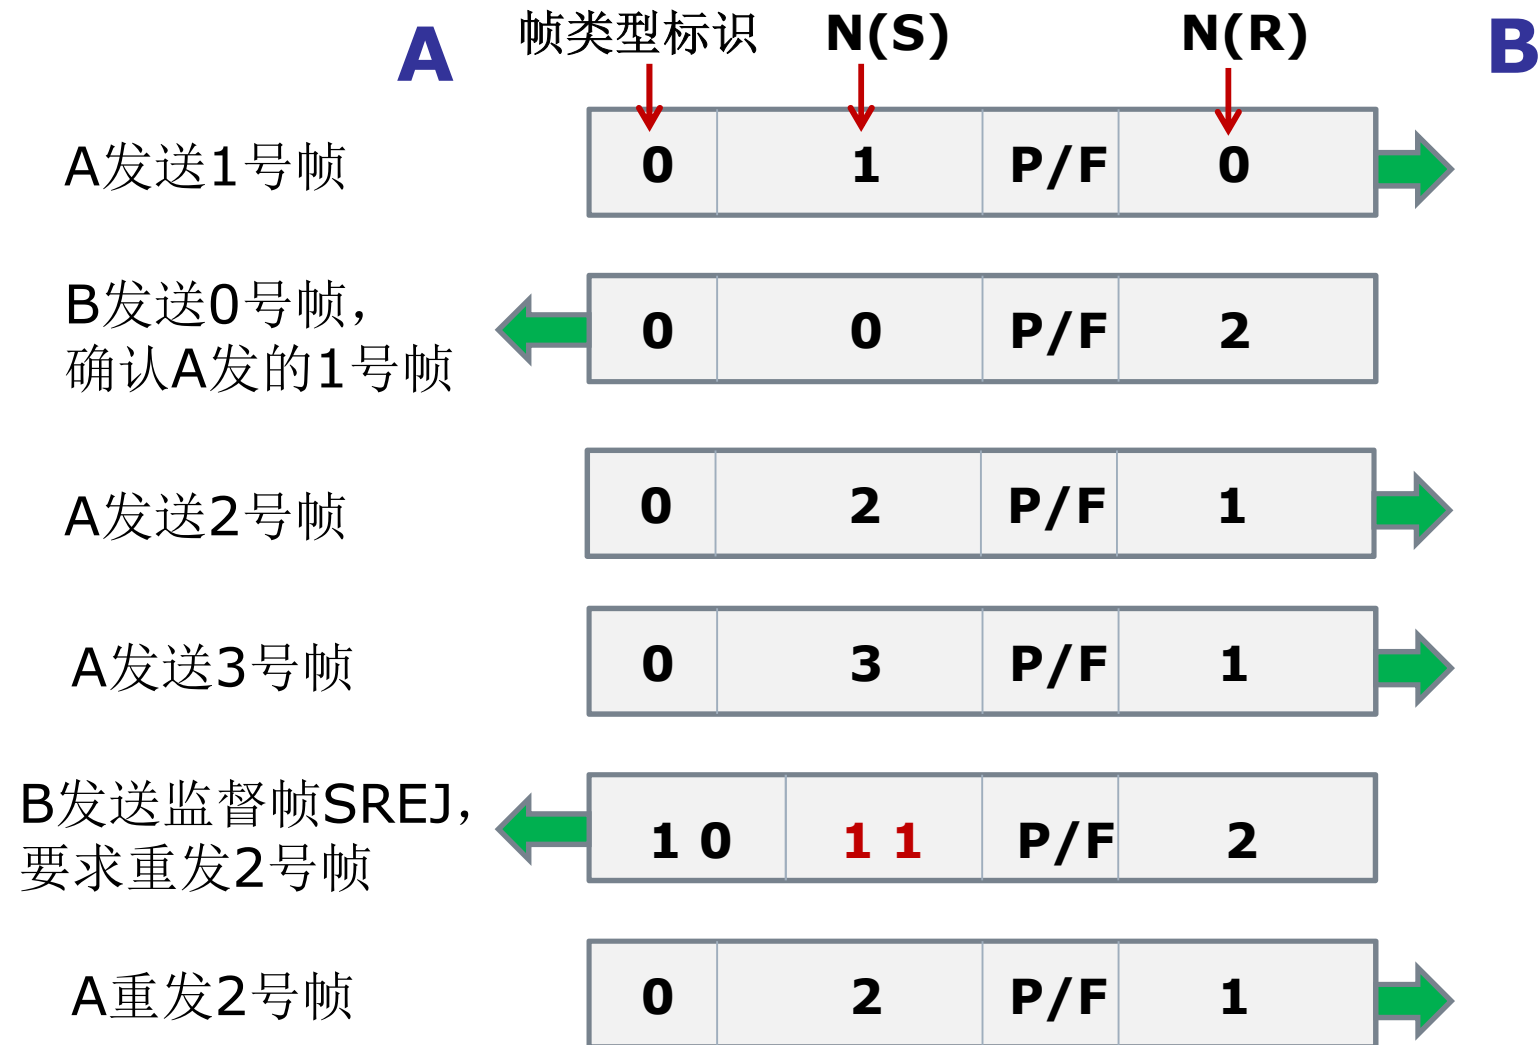 A 帧类型标识 N(S) N(R) B
A发送1号帧 0 1 P/F 0
B发送0号帧，
确认A发的1号帧 0 0 P/F 2
A发送2号帧 0 2 P/F 1
A发送3号帧 0 3 P/F 1
B发送监督帧SREJ，
要求重发2号帧 1 0 1 1 P/F 2
A重发2号帧 0 2 P/F 1